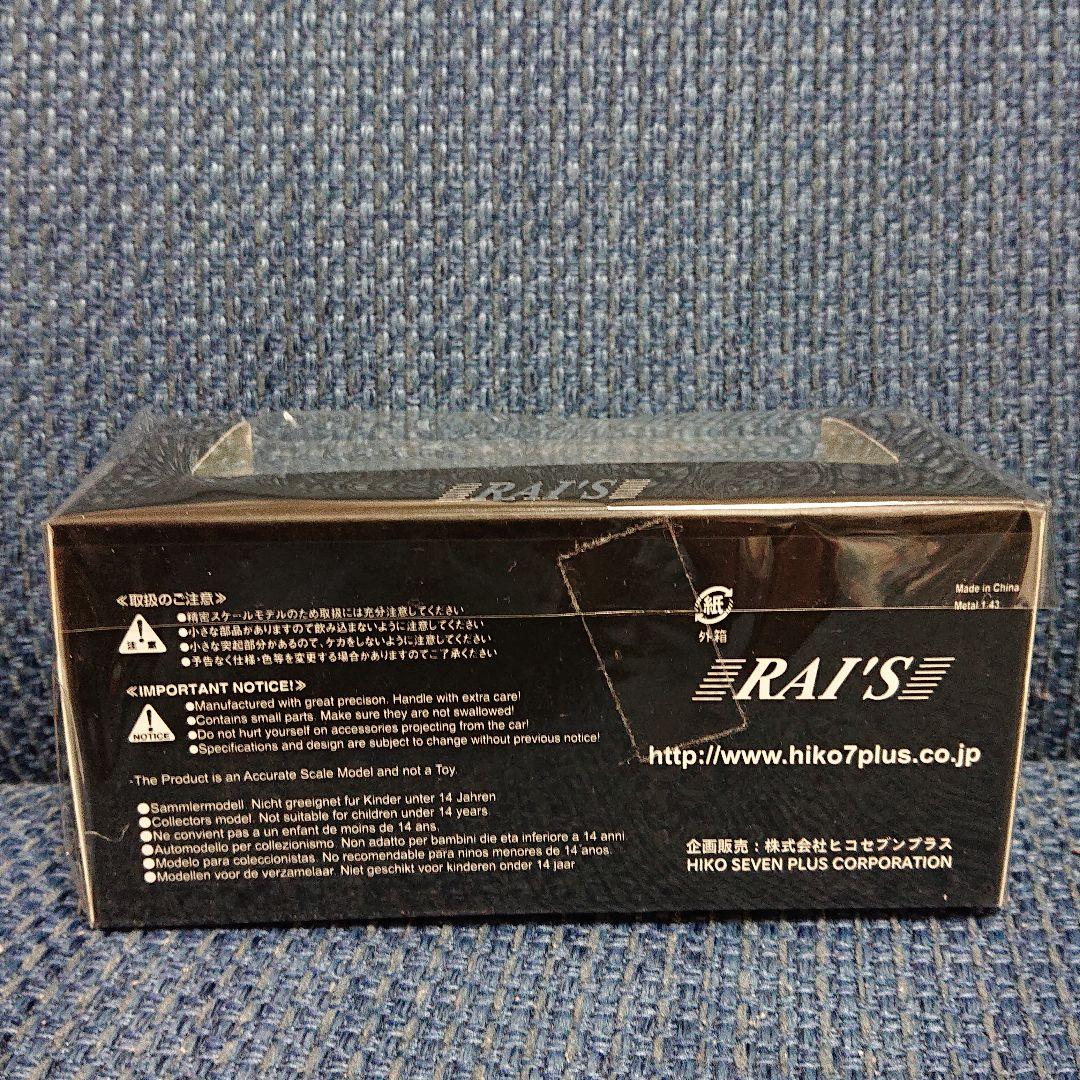 RAI'S
≪取扱のご注意≫
注意
●精密スケールモデルのため取扱には充分注意してください
●小さな部品がありますので飲み込まないように注意してください
●小さな突起部分があるので、ケカをしないように注意してください
●予告なく仕様・色等を変更する場合がありますのでご了承ください
≪IMPORTANT NOTICE!≫
NOTICE
●Manufactured with great precison. Handle with extra care!
●Contains small parts. Make sure they are not swallowed!
●Do not hurt yourself on accessories projecting from the car!
●Specifications and design are subject to change without previous notice!
-The Product is an Accurate Scale Model and not a Toy.
●Sammlermodell. Nicht greeignet fur Kinder unter 14 Jahren
●Collectors model. Not suitable for children under 14 years
●Ne convient pas a un enfant de moins de 14 ans.
●Automodello per collezionismo. Non adatto per bambini die eta inferiore a 14 anni.
●Modelo para coleccionistas. No recomendable para ninos menores de 14 anos.
●Modellen voor de verzamelaar. Niet geschikt voor kinderen onder 14 jaar
Made in China
Metal 1:43
紙
外箱
RAI'S
http://www.hiko7plus.co.jp
企画販売：株式会社ヒコセブンプラス
HIKO SEVEN PLUS CORPORATION